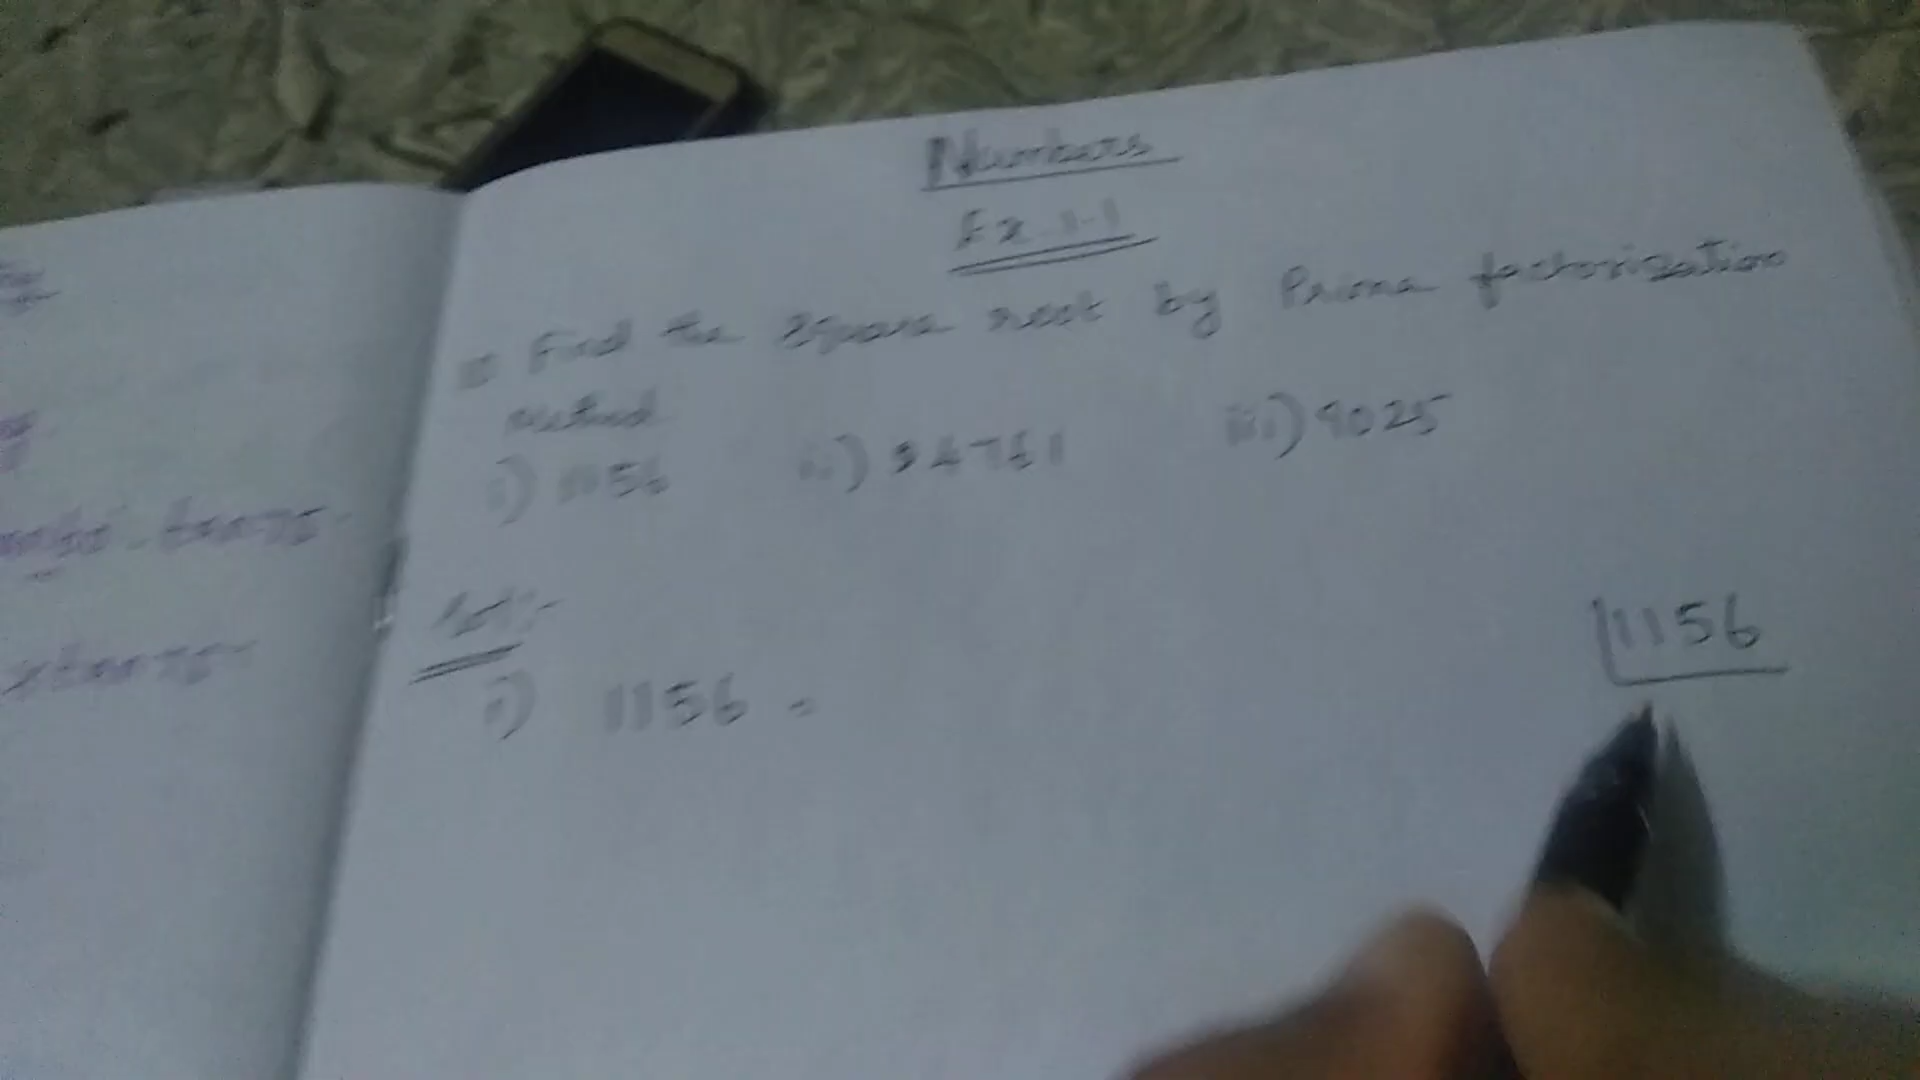 Numbers
Ex 1.1
Find the square root by Prime factorization
Method
i) 1156 ii) 34761 iii) 9025
Sol:-
i) 1156 =
1156